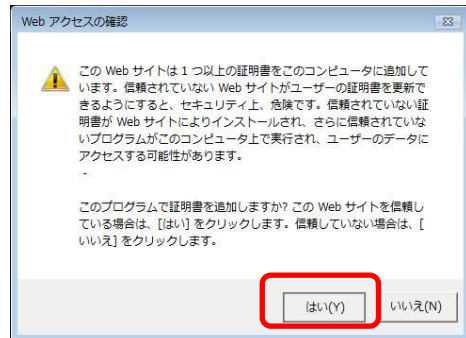 Web アクセスの確認
この Web サイトは 1 つ以上の証明書をこのコンピュータに追加して
います。信頼されていない Web サイトがユーザーの証明書を更新で
きるようにすると、セキュリティ上、危険です。信頼されていない証
明書が Web サイトによりインストールされ、さらに信頼されていな
いプログラムがこのコンピュータ上で実行され、ユーザーのデータに
アクセスする可能性があります。
-
このプログラムで証明書を追加しますか? この Web サイトを信頼し
ている場合は、[はい] をクリックします。信頼していない場合は、[
いいえ] をクリックします。
はい(Y)
いいえ(N)